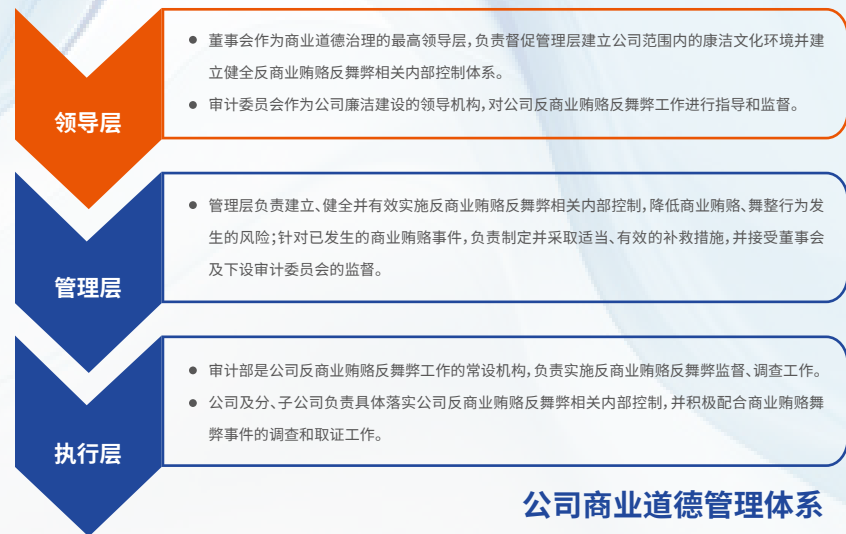 领导层
● 董事会作为商业道德治理的最高领导层,负责督促管理层建立公司范围内的康洁文化环境并建
立健全反商业贿赂反舞弊相关内部控制体系。
● 审计委员会作为公司廉洁建设的领导机构,对公司反商业贿赂反舞弊工作进行指导和监督。
管理层
● 管理层负责建立、健全并有效实施反商业贿赂反舞弊相关内部控制,降低商业贿赂、舞整行为发
生的风险;针对已发生的商业贿赂事件,负责制定并采取适当、有效的补救措施,并接受董事会
及下设审计委员会的监督。
执行层
● 审计部是公司反商业贿赂反舞弊工作的常设机构,负责实施反商业贿赂反舞弊监督、调查工作。
● 公司及分、子公司负责具体落实公司反商业贿赂反舞弊相关内部控制,并积极配合商业贿赂舞
弊事件的调查和取证工作。
公司商业道德管理体系